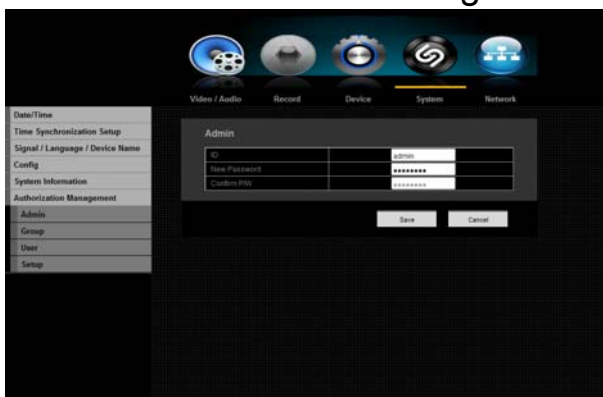 Video / Audio
Record
Device
System
Network
Date/Time
Time Synchronization Setup
Signal / Language / Device Name
Config
System Information
Authorization Management
Admin
Group
User
Setup
Admin
ID
admin
New Password
Confirm P/W
Save
Cancel